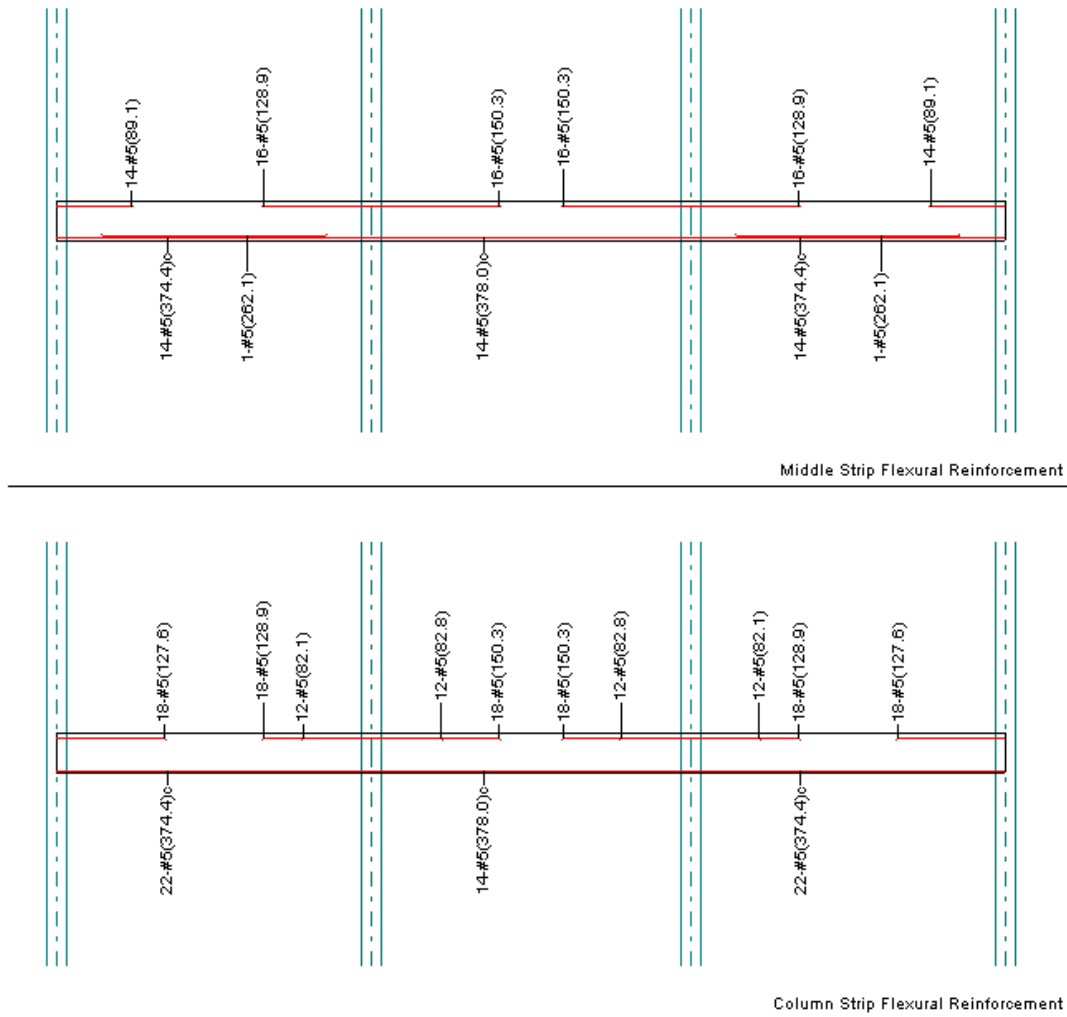 14-#5(89.1)
16-#5(128.9)
16-#5(150.3)
16-#5(150.3)
16-#5(128.9)
14-#5(89.1)
14-#5(374.4)c
1-#5(262.1)
14-#5(378.0)c
14-#5(374.4)c
1-#5(262.1)
Middle Strip Flexural Reinforcement
18-#5(127.6)
18-#5(128.9)
12-#5(82.1)
12-#5(82.8)
18-#5(150.3)
18-#5(150.3)
12-#5(82.8)
12-#5(82.1)
18-#5(128.9)
18-#5(127.6)
22-#5(374.4)c
14-#5(378.0)c
22-#5(374.4)c
Column Strip Flexural Reinforcement